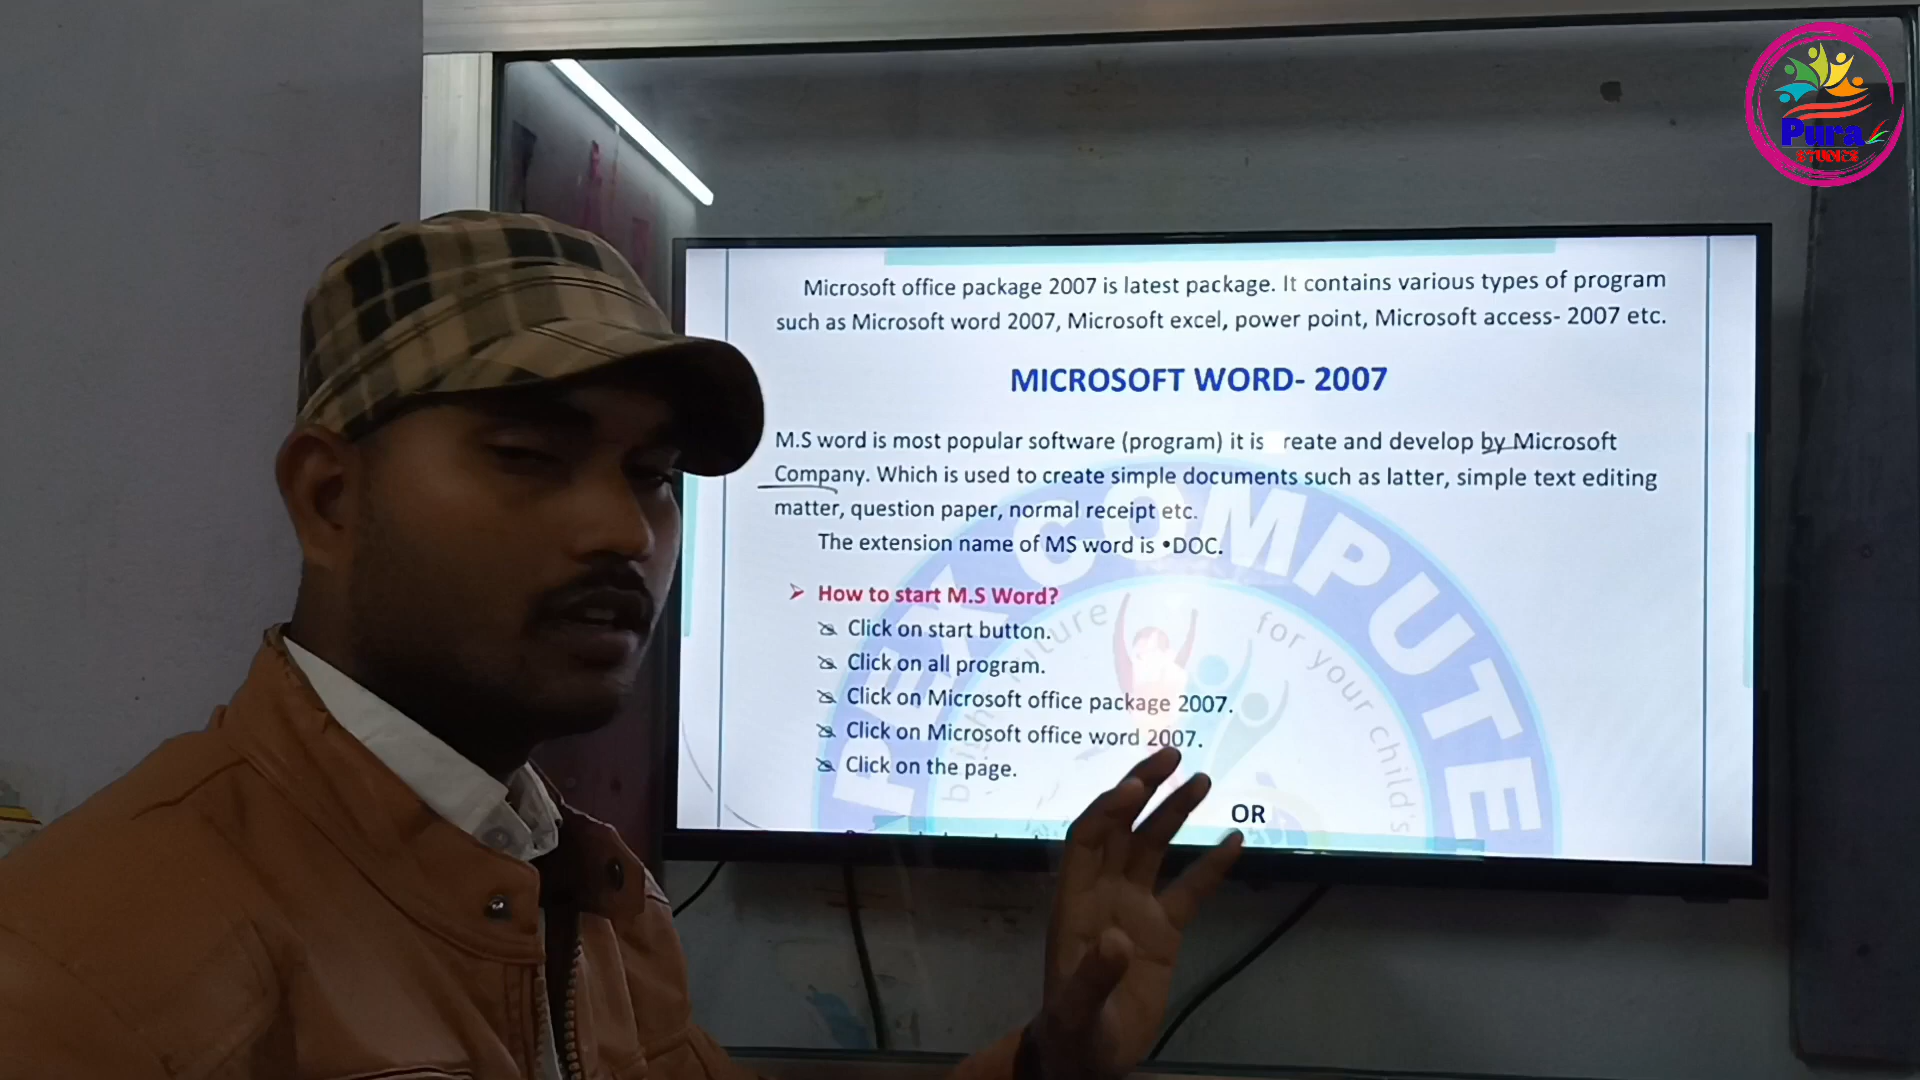 Pura
STUDIES
Microsoft office package 2007 is latest package. It contains various types of program
such as Microsoft word 2007, Microsoft excel, power point, Microsoft access- 2007 etc.
MICROSOFT WORD- 2007
M.S word is most popular software (program) it is reate and develop by Microsoft
Company. Which is used to create simple documents such as latter, simple text editing
matter, question paper, normal receipt etc.
The extension name of MS word is •DOC.
➢ How to start M.S Word?
Click on start button.
Click on all program.
Click on Microsoft office package 2007.
Click on Microsoft office word 2007.
Click on the page.
OR
COMPUTE
for your child's